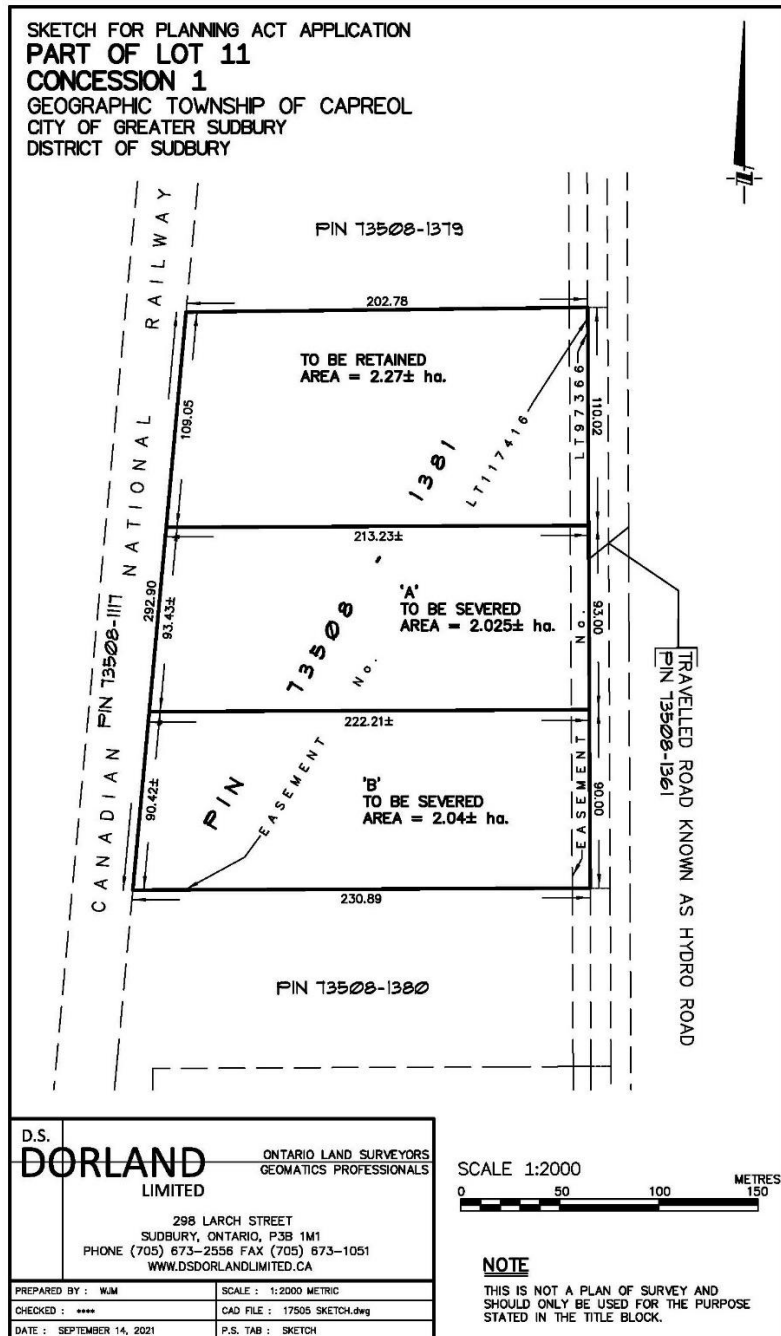 SKETCH FOR PLANNING ACT APPLICATION
PART OF LOT 11
CONCESSION 1
GEOGRAPHIC TOWNSHIP OF CAPREOL
CITY OF GREATER SUDBURY
DISTRICT OF SUDBURY
N
CANADIAN NATIONAL RAILWAY
PIN 73508-1117
PIN 73508-1379
202.78
TO BE RETAINED
AREA = 2.27± ha.
109.05
110.02
292.90
213.23±
'A'
TO BE SEVERED
AREA = 2.025± ha.
93.43±
93.00
222.21±
'B'
TO BE SEVERED
AREA = 2.04± ha.
90.42±
90.00
230.89
PIN 73508 - 1381
EASEMENT No. LT117416
EASEMENT No. LT97366
TRAVELLED ROAD KNOWN AS HYDRO ROAD
PIN 73508-1361
PIN 73508-1380
D.S.
DORLAND
LIMITED
ONTARIO LAND SURVEYORS
GEOMATICS PROFESSIONALS
298 LARCH STREET
SUDBURY, ONTARIO, P3B 1M1
PHONE (705) 673-2556 FAX (705) 673-1051
WWW.DSDORLANDLIMITED.CA
PREPARED BY : WJM
SCALE : 1:2000 METRIC
CHECKED : ****
CAD FILE : 17505 SKETCH.dwg
DATE : SEPTEMBER 14, 2021
P.S. TAB : SKETCH
SCALE 1:2000
METRES
0 50 100 150
NOTE
THIS IS NOT A PLAN OF SURVEY AND
SHOULD ONLY BE USED FOR THE PURPOSE
STATED IN THE TITLE BLOCK.